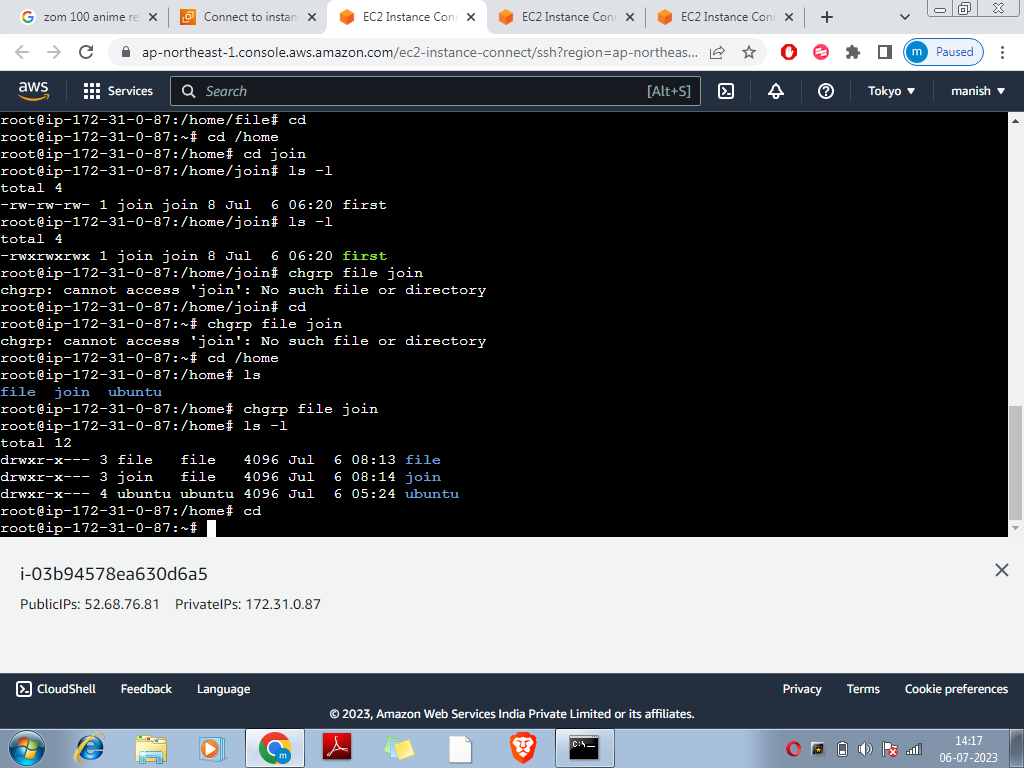 zom 100 anime re
Connect to instan
EC2 Instance Con
EC2 Instance Con
EC2 Instance Con
ap-northeast-1.console.aws.amazon.com/ec2-instance-connect/ssh?region=ap-northeas...
m Paused
aws
Services
Search
[Alt+S]
Tokyo
manish
root@ip-172-31-0-87:/home/file# cd
root@ip-172-31-0-87:~# cd /home
root@ip-172-31-0-87:/home# cd join
root@ip-172-31-0-87:/home/join# ls -l
total 4
-rw-rw-rw- 1 join join 8 Jul  6 06:20 first
root@ip-172-31-0-87:/home/join# ls -l
total 4
-rwxrwxrwx 1 join join 8 Jul  6 06:20 first
root@ip-172-31-0-87:/home/join# chgrp file join
chgrp: cannot access 'join': No such file or directory
root@ip-172-31-0-87:/home/join# cd
root@ip-172-31-0-87:~# chgrp file join
chgrp: cannot access 'join': No such file or directory
root@ip-172-31-0-87:~# cd /home
root@ip-172-31-0-87:/home# ls
file  join  ubuntu
root@ip-172-31-0-87:/home# chgrp file join
root@ip-172-31-0-87:/home# ls -l
total 12
drwxr-x--- 3 file   file   4096 Jul  6 08:13 file
drwxr-x--- 3 join   file   4096 Jul  6 08:14 join
drwxr-x--- 4 ubuntu ubuntu 4096 Jul  6 05:24 ubuntu
root@ip-172-31-0-87:/home# cd
root@ip-172-31-0-87:~#
i-03b94578ea630d6a5
PublicIPs: 52.68.76.81 PrivateIPs: 172.31.0.87
CloudShell Feedback Language Privacy Terms Cookie preferences
© 2023, Amazon Web Services India Private Limited or its affiliates.
14:17
06-07-2023